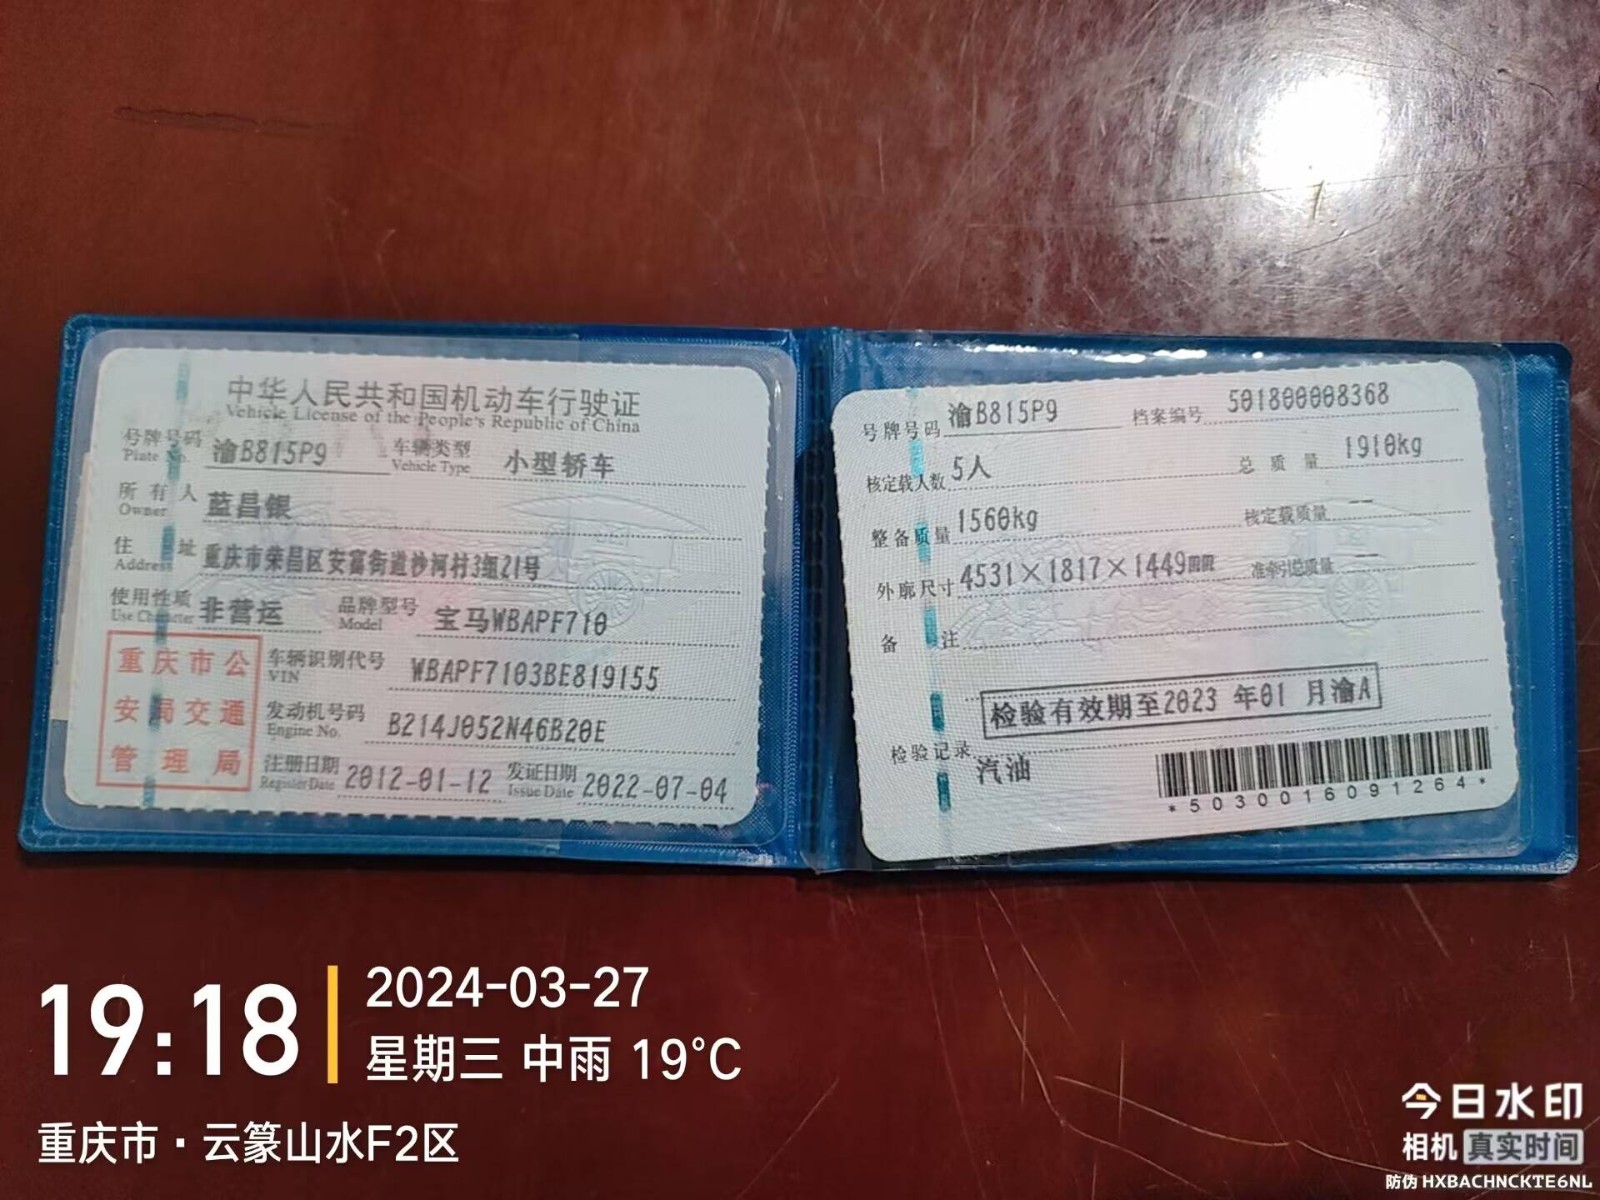 中华人民共和国机动车行驶证
Vehicle License of the People's Republic of China
号牌号码 渝B815P9 车辆类型 小型轿车
Plate No. Vehicle Type
所有人 蓝昌银
Owner
住址 重庆市荣昌区安富街道沙河村3组21号
Address
使用性质 非营运 品牌型号 宝马WBAPF710
Use Character Model
重庆市公安局交通管理局
车辆识别代号 WBAPF7103BE819155
VIN
发动机号码 B214J052N46B20E
Engine No.
注册日期 2012-01-12 发证日期 2022-07-04
Register Date Issue Date
号牌号码 渝B815P9 档案编号 501800008368
核定载人数 5人 总质量 1910kg
整备质量 1560kg 核定载质量 --
外廓尺寸 4531×1817×1449mm 准牵引总质量 --
备注
检验有效期至2023 年01 月渝A
检验记录 汽油
*5030016091264*
19:18
2024-03-27
星期三 中雨 19°C
重庆市·云篆山水F2区
今日水印
相机 真实时间
防伪 HXBACHNCKTE6NL